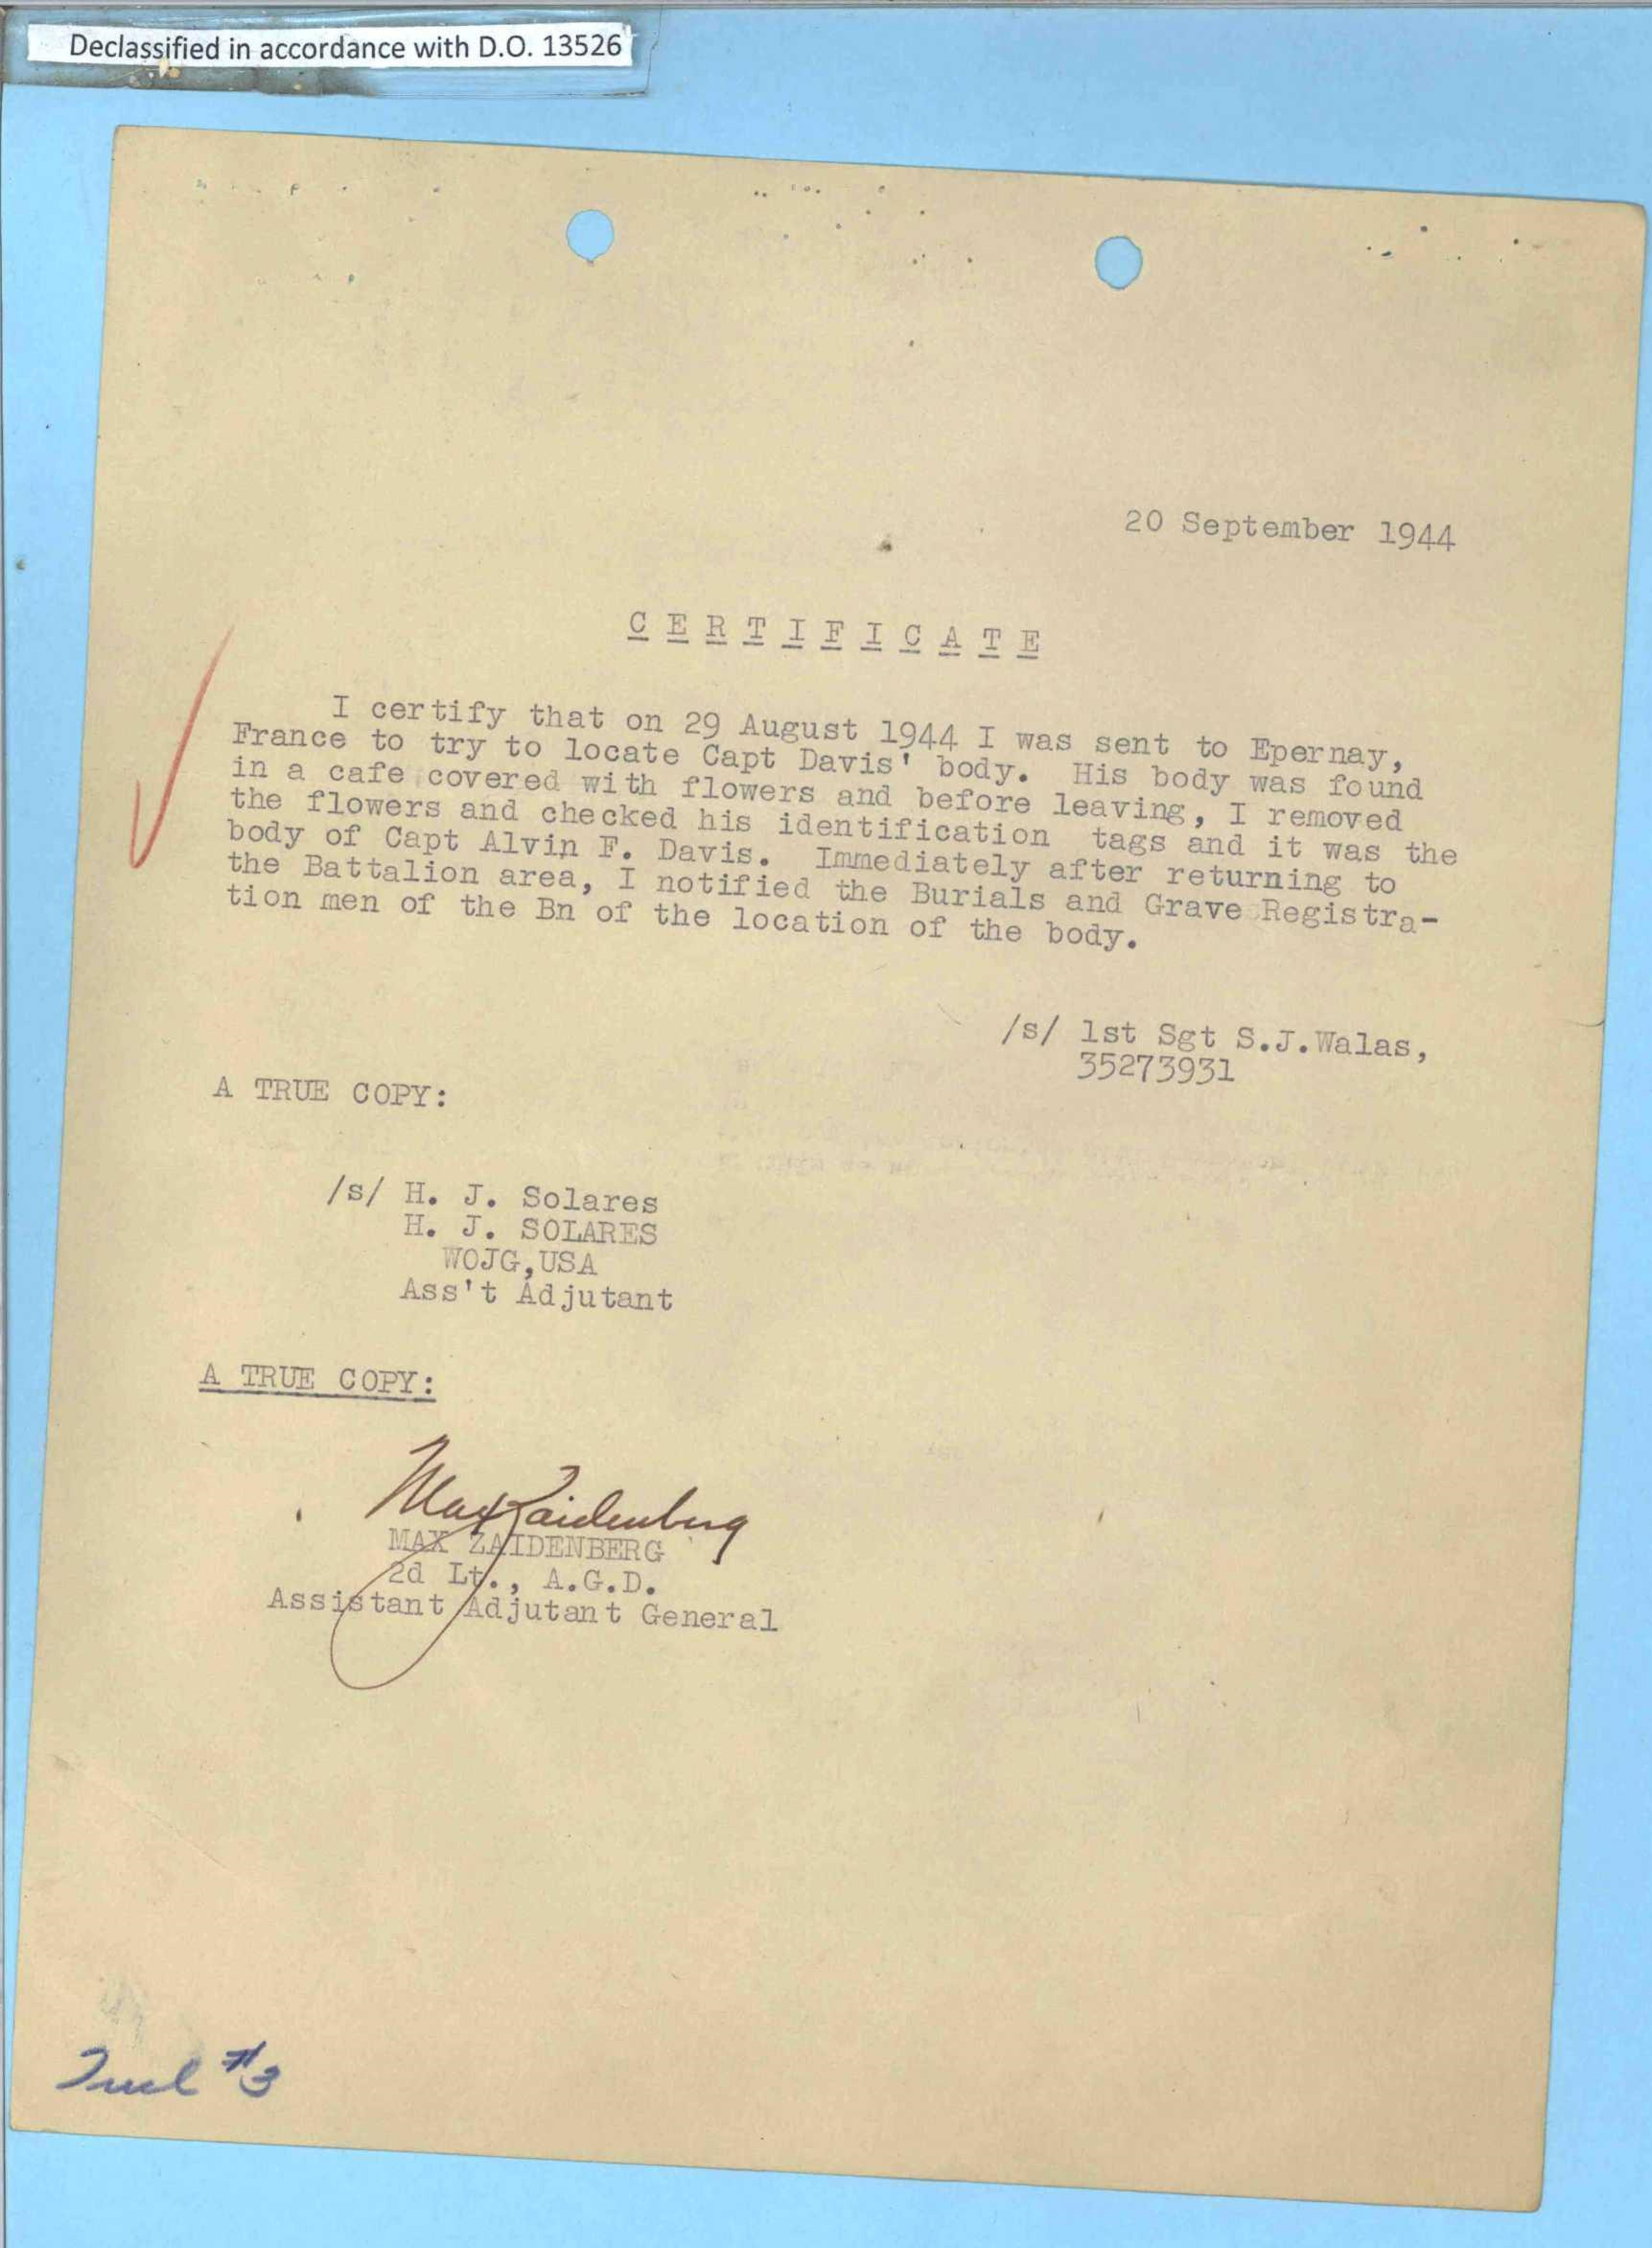 Declassified in accordance with D.O. 13526
20 September 1944
CERTIFICATE
I certify that on 29 August 1944 I was sent to Epernay,
France to try to locate Capt Davis' body. His body was found
in a cafe covered with flowers and before leaving, I removed
the flowers and checked his identification tags and it was the
body of Capt Alvin F. Davis. Immediately after returning to
the Battalion area, I notified the Burials and Grave Registra-
tion men of the Bn of the location of the body.
/s/ 1st Sgt S.J.Walas,
35273931
A TRUE COPY:
/s/ H. J. Solares
H. J. SOLARES
WOJG,USA
Ass't Adjutant
A TRUE COPY:
Max Zaidenberg
MAX ZAIDENBERG
2d Lt., A.G.D.
Assistant Adjutant General
Incl #3